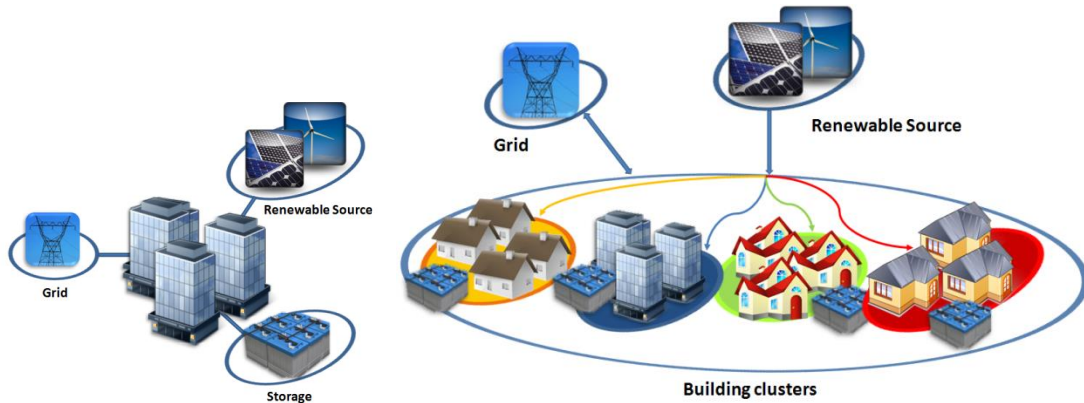 Renewable Source
Grid
Storage
Grid
Renewable Source
Building clusters